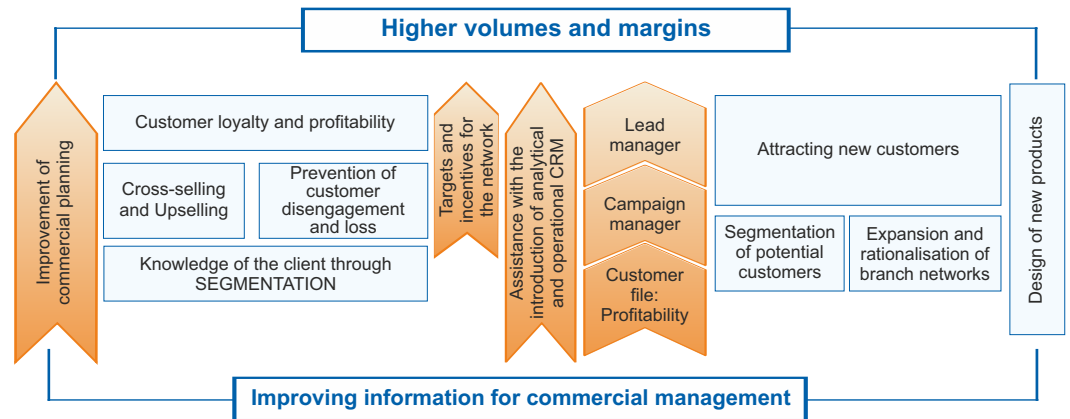 Higher volumes and margins
Improvement of
commercial planning
Customer loyalty and profitability
Cross-selling
and Upselling
Prevention of
customer
disengagement
and loss
Knowledge of the client through
SEGMENTATION
Targets and
incentives for
the network
Assistance with the
introduction of analytical
and operational CRM
Lead
manager
Campaign
manager
Customer
file:
Profitability
Attracting new customers
Segmentation
of potential
customers
Expansion and
rationalisation of
branch networks
Design of new products
Improving information for commercial management